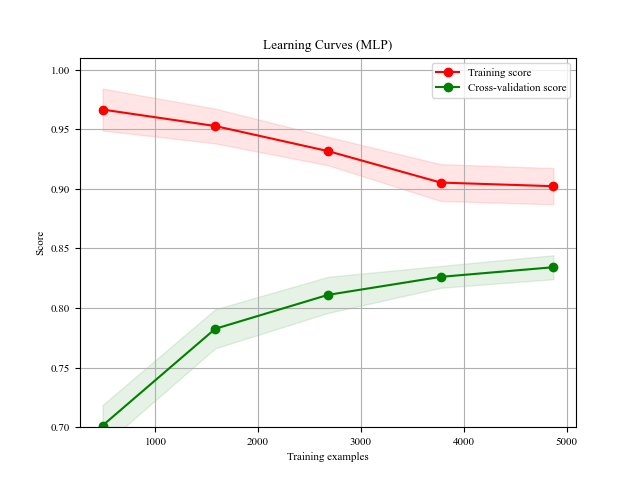 Learning Curves (MLP)
Training score
Cross-validation score
1.00
0.95
0.90
0.85
0.80
0.75
0.70
Score
1000
2000
3000
4000
5000
Training examples